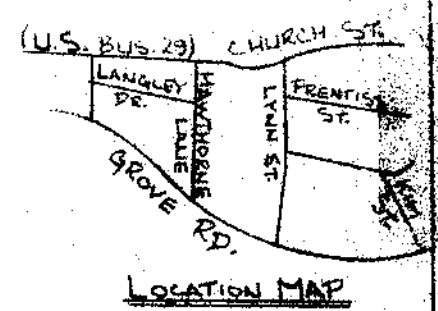 (U.S. BUS. 29) CHURCH ST.
LANGLEY
DR.
HAWTHORNE
LANE
LYNN ST.
PRENTISS
ST.
GROVE RD.
LOCATION MAP